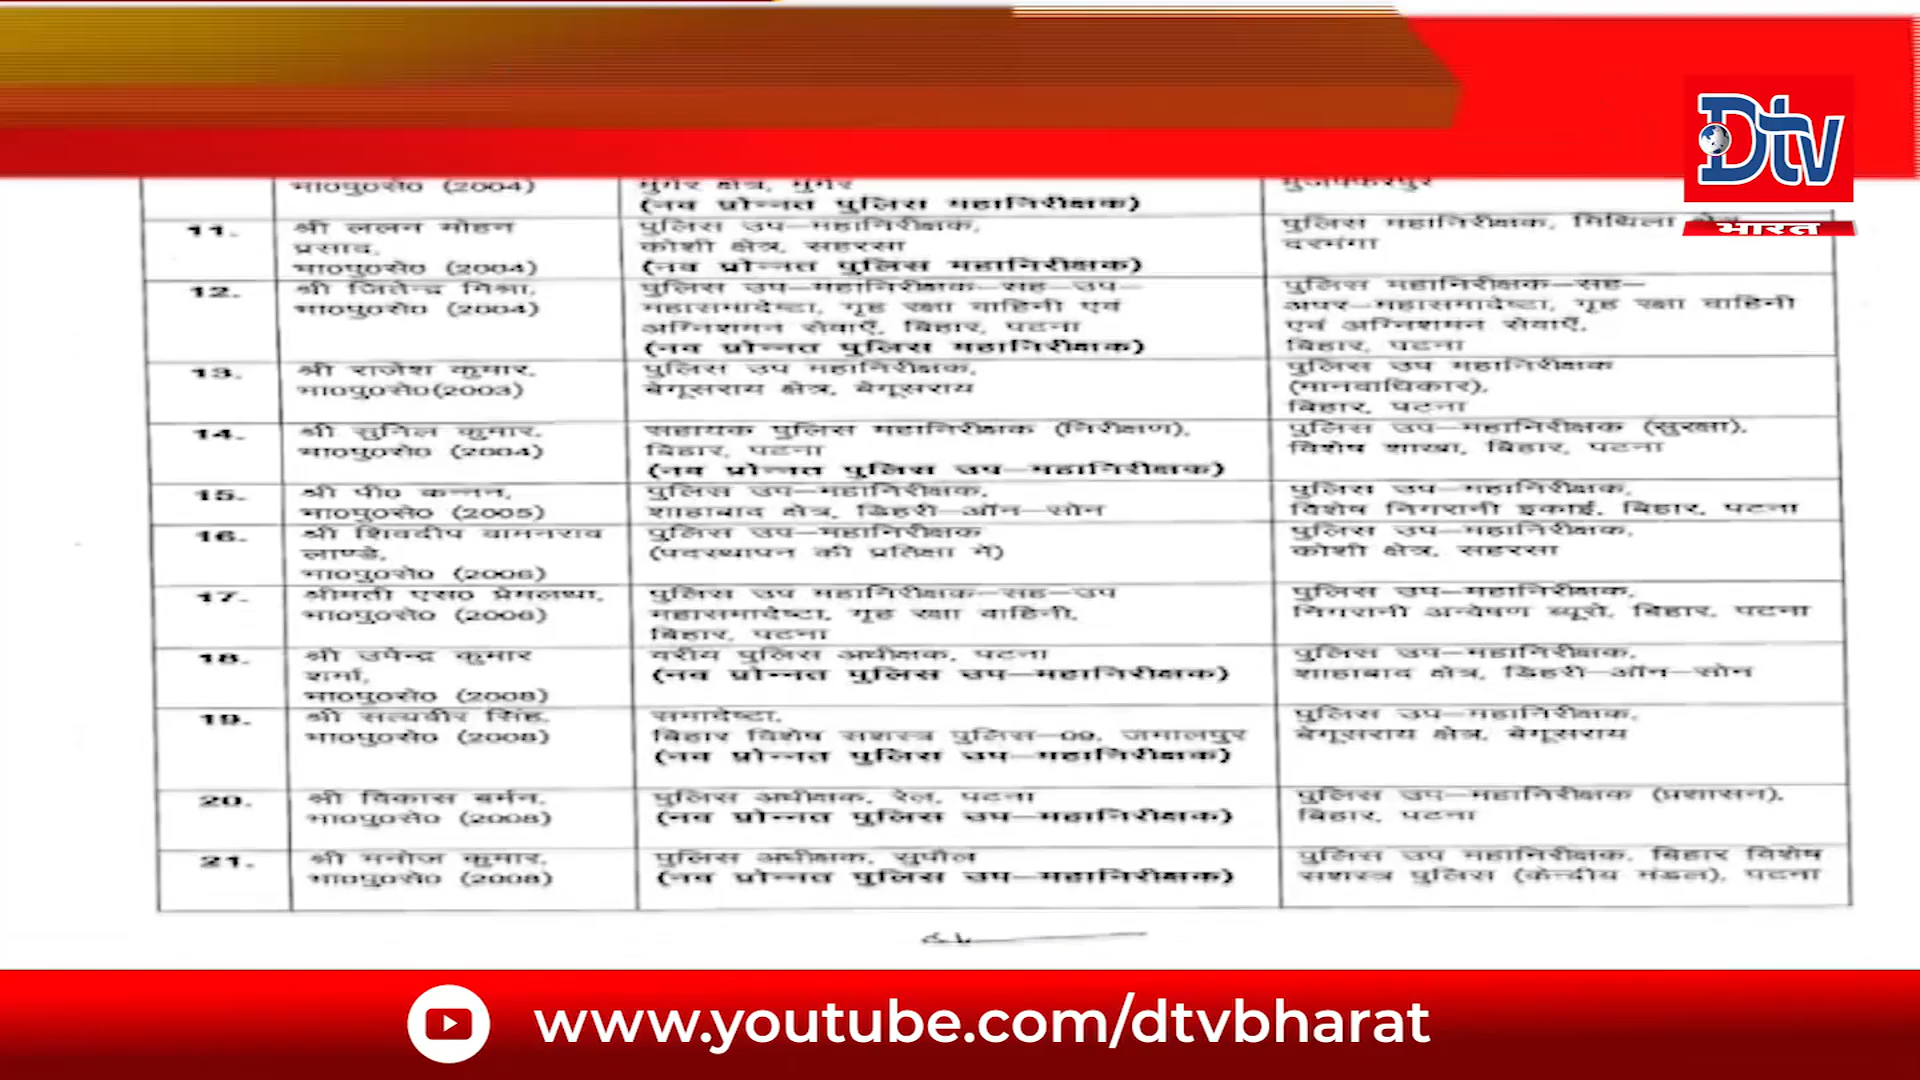 Dtv
भारत
भा०पु०से० (2004)
मुंगेर क्षेत्र, मुंगेर
(नव प्रोन्नत पुलिस महानिरीक्षक)
मुजफ्फरपुर
11.
श्री ललन मोहन
प्रसाद,
भा०पु०से० (2004)
पुलिस उप–महानिरीक्षक,
कोशी क्षेत्र, सहरसा
(नव प्रोन्नत पुलिस महानिरीक्षक)
पुलिस महानिरीक्षक, मिथिला क्षेत्र,
दरभंगा
12.
श्री जितेन्द्र मिश्रा,
भा०पु०से० (2004)
पुलिस उप–महानिरीक्षक–सह–उप–
महासमादेष्टा, गृह रक्षा वाहिनी एवं
अग्निशमन सेवाएँ, बिहार, पटना
(नव प्रोन्नत पुलिस महानिरीक्षक)
पुलिस महानिरीक्षक–सह–
अपर–महासमादेष्टा, गृह रक्षा वाहिनी
एवं अग्निशमन सेवाएँ,
बिहार, पटना
13.
श्री राजेश कुमार,
भा०पु०से०(2003)
पुलिस उप महानिरीक्षक,
बेगूसराय क्षेत्र, बेगूसराय
पुलिस उप महानिरीक्षक
(मानवाधिकार),
बिहार, पटना
14.
श्री सुनिल कुमार,
भा०पु०से० (2004)
सहायक पुलिस महानिरीक्षक (निरीक्षण),
बिहार, पटना
(नव प्रोन्नत पुलिस उप–महानिरीक्षक)
पुलिस उप–महानिरीक्षक (सुरक्षा),
विशेष शाखा, बिहार, पटना
15.
श्री पी० कन्नन,
भा०पु०से० (2005)
पुलिस उप–महानिरीक्षक,
शाहाबाद क्षेत्र, डिहरी–ऑन–सोन
पुलिस उप–महानिरीक्षक,
विशेष निगरानी इकाई, बिहार, पटना
16.
श्री शिवदीप वामनराव
लाण्डे,
भा०पु०से० (2006)
पुलिस उप–महानिरीक्षक
(पदस्थापन की प्रतिक्षा में)
पुलिस उप–महानिरीक्षक,
कोशी क्षेत्र, सहरसा
17.
श्रीमती एस० प्रेमलथा,
भा०पु०से० (2006)
पुलिस उप महानिरीक्षक–सह–उप
महासमादेष्टा, गृह रक्षा वाहिनी,
बिहार, पटना
पुलिस उप–महानिरीक्षक,
निगरानी अन्वेषण ब्यूरो, बिहार, पटना
18.
श्री उपेन्द्र कुमार
शर्मा,
भा०पु०से० (2008)
वरीय पुलिस अधीक्षक, पटना
(नव प्रोन्नत पुलिस उप–महानिरीक्षक)
पुलिस उप–महानिरीक्षक,
शाहाबाद क्षेत्र, डिहरी–ऑन–सोन
19.
श्री सत्यवीर सिंह,
भा०पु०से० (2008)
समादेष्टा,
बिहार विशेष सशस्त्र पुलिस–09, जमालपुर
(नव प्रोन्नत पुलिस उप–महानिरीक्षक)
पुलिस उप–महानिरीक्षक,
बेगूसराय क्षेत्र, बेगूसराय
20.
श्री विकास बर्मन,
भा०पु०से० (2008)
पुलिस अधीक्षक, रेल, पटना
(नव प्रोन्नत पुलिस उप–महानिरीक्षक)
पुलिस उप–महानिरीक्षक (प्रशासन),
बिहार, पटना
21.
श्री मनोज कुमार,
भा०पु०से० (2008)
पुलिस अधीक्षक, सुपौल
(नव प्रोन्नत पुलिस उप–महानिरीक्षक)
पुलिस उप महानिरीक्षक, बिहार विशेष
सशस्त्र पुलिस (केन्दीय मंडल), पटना
www.youtube.com/dtvbharat